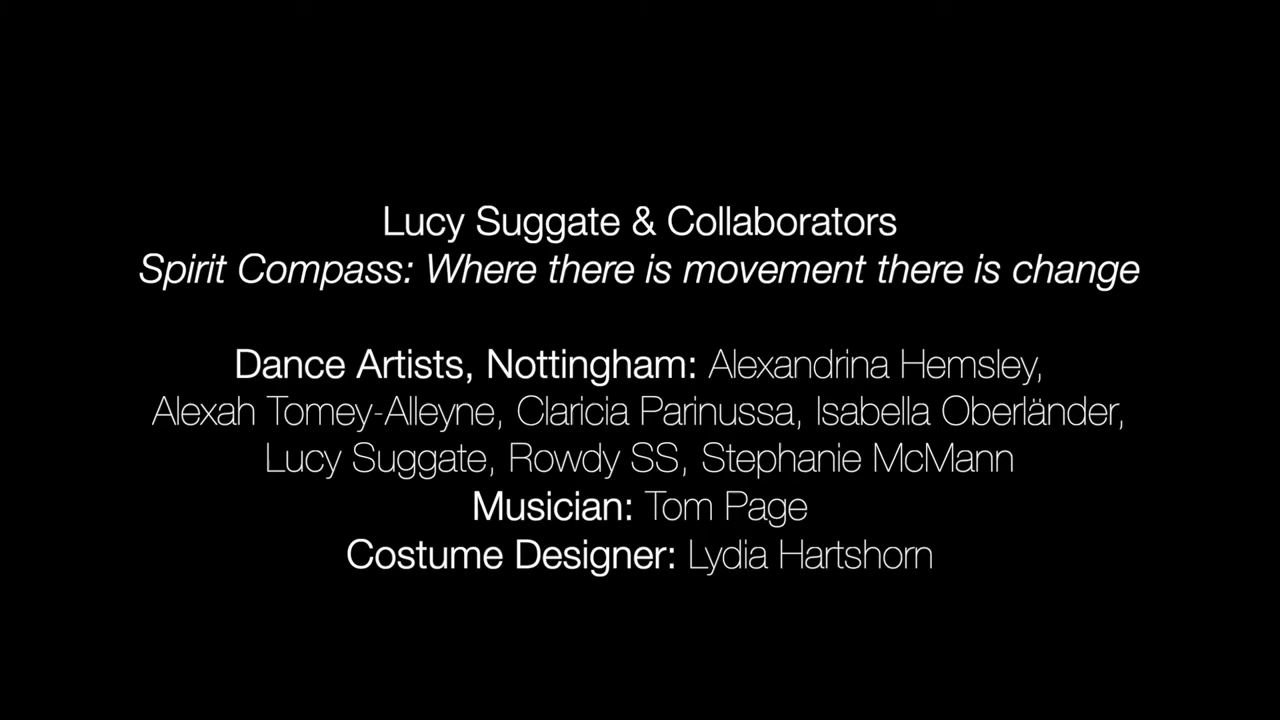 Lucy Suggate & Collaborators
Spirit Compass: Where there is movement there is change
Dance Artists, Nottingham: Alexandrina Hemsley,
Alexah Tomey-Alleyne, Claricia Parinussa, Isabella Oberländer,
Lucy Suggate, Rowdy SS, Stephanie McMann
Musician: Tom Page
Costume Designer: Lydia Hartshorn